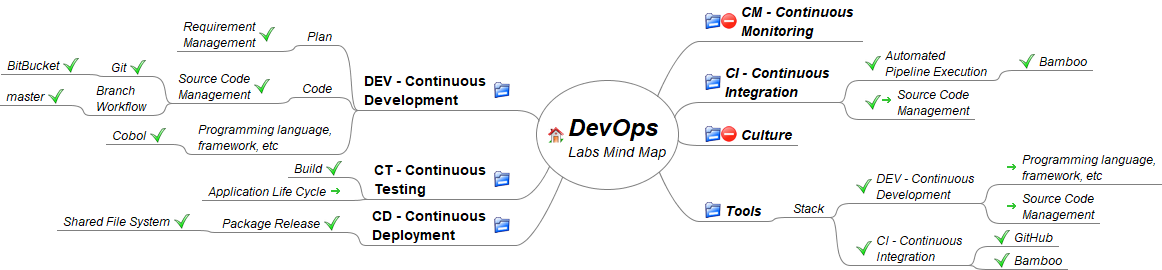 DevOps
Labs Mind Map
DEV - Continuous
Development
Plan
Requirement
Management
Code
Source Code
Management
Git
BitBucket
Branch
Workflow
master
Programming language,
framework, etc
Cobol
CT - Continuous
Testing
Build
Application Life Cycle
CD - Continuous
Deployment
Package Release
Shared File System
CM - Continuous
Monitoring
CI - Continuous
Integration
Automated
Pipeline Execution
Bamboo
Source Code
Management
Culture
Tools
Stack
DEV - Continuous
Development
Programming language,
framework, etc
Source Code
Management
CI - Continuous
Integration
GitHub
Bamboo